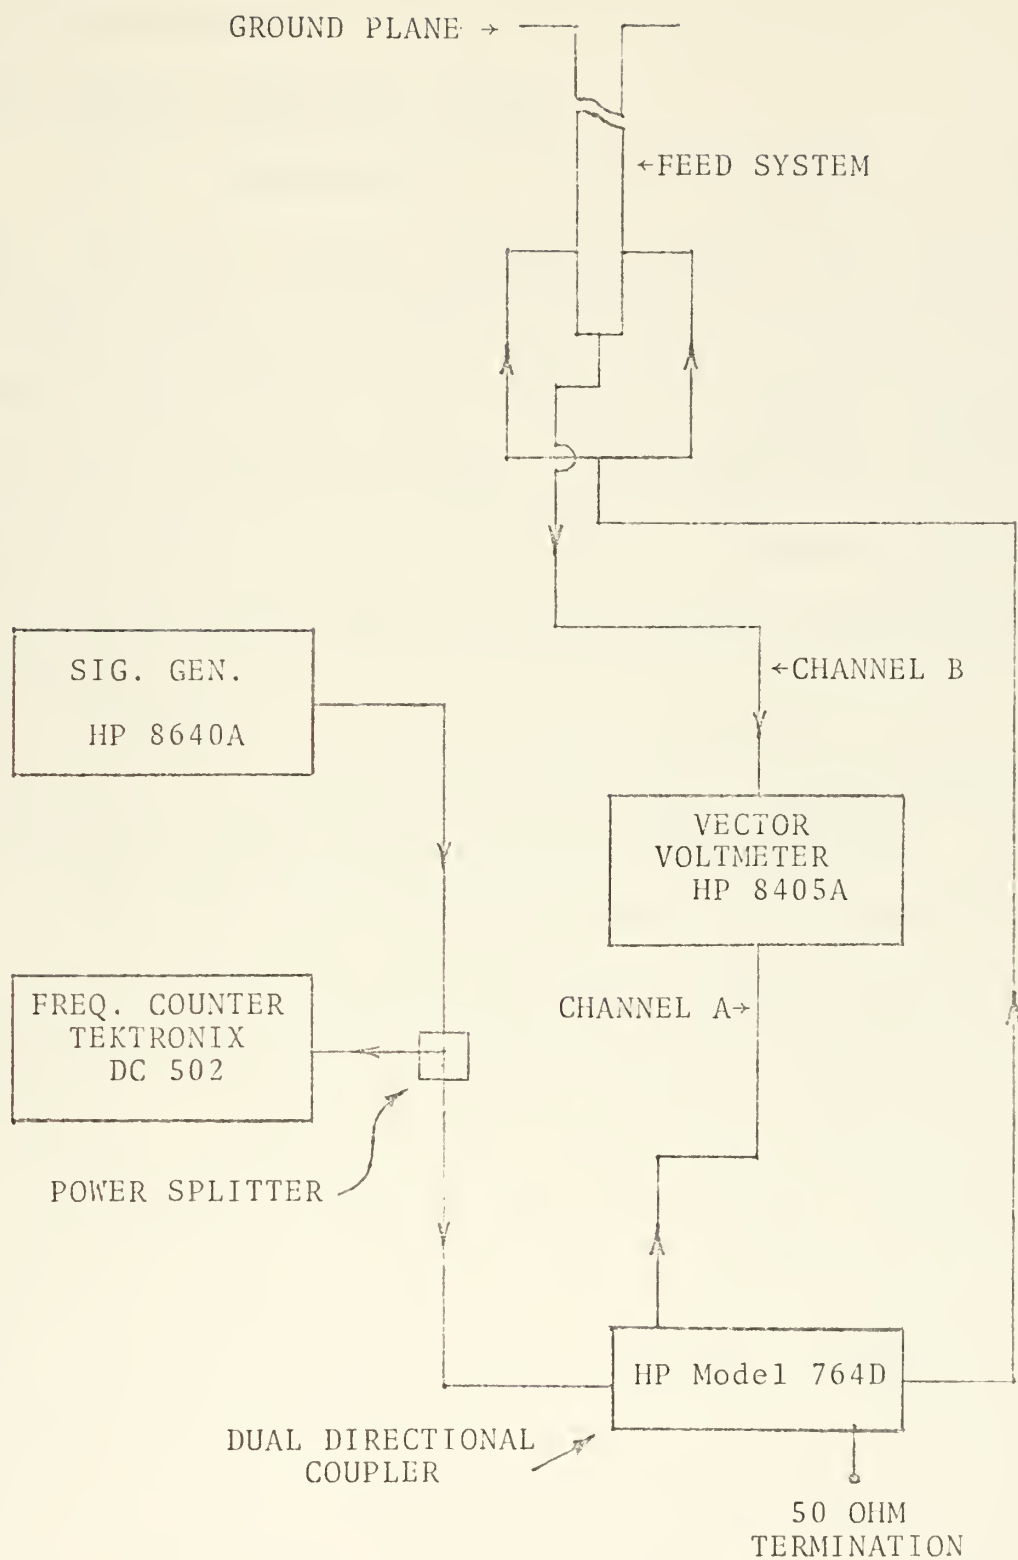 GROUND PLANE →
←FEED SYSTEM
SIG. GEN.
HP 8640A
←CHANNEL B
VECTOR
VOLTMETER
HP 8405A
FREQ. COUNTER
TEKTRONIX
DC 502
CHANNEL A→
POWER SPLITTER
HP Model 764D
DUAL DIRECTIONAL
COUPLER
50 OHM
TERMINATION